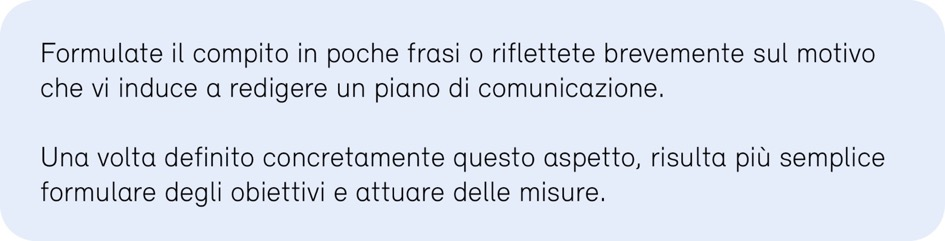 Formulate il compito in poche frasi o riflettete brevemente sul motivo
che vi induce a redigere un piano di comunicazione.
Una volta definito concretamente questo aspetto, risulta più semplice
formulare degli obiettivi e attuare delle misure.